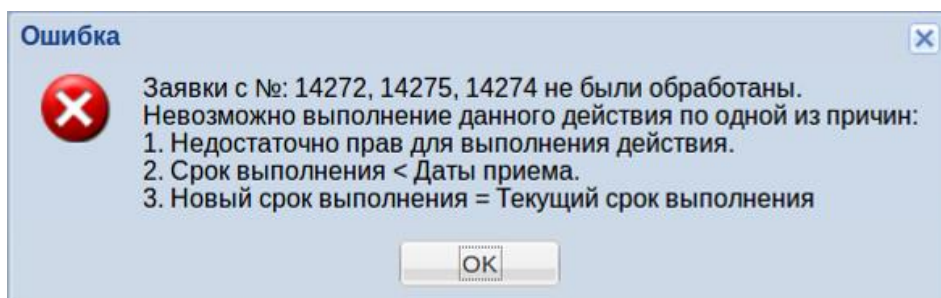 Ошибка
Заявки с №: 14272, 14275, 14274 не были обработаны.
Невозможно выполнение данного действия по одной из причин:
1. Недостаточно прав для выполнения действия.
2. Срок выполнения < Даты приема.
3. Новый срок выполнения = Текущий срок выполнения
OK